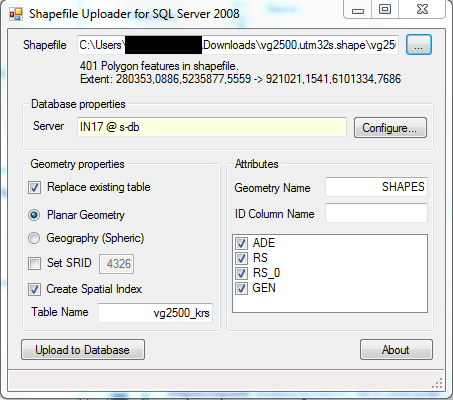 Shapefile Uploader for SQL Server 2008
Shapefile C:\Users\ .Downloads\vg2500.utm32s.shape\vg25 ...
401 Polygon features in shapefile.
Extent: 280353,0886,5235877,5559 -> 921021,1541,6101334,7686
Database properties
Server IN17 @ s-db Configure...
Geometry properties
Replace existing table
Planar Geometry
Geography (Spheric)
Set SRID 4326
Create Spatial Index
Table Name vg2500_krs
Attributes
Geometry Name SHAPES
ID Column Name
ADE
RS
RS_0
GEN
Upload to Database About